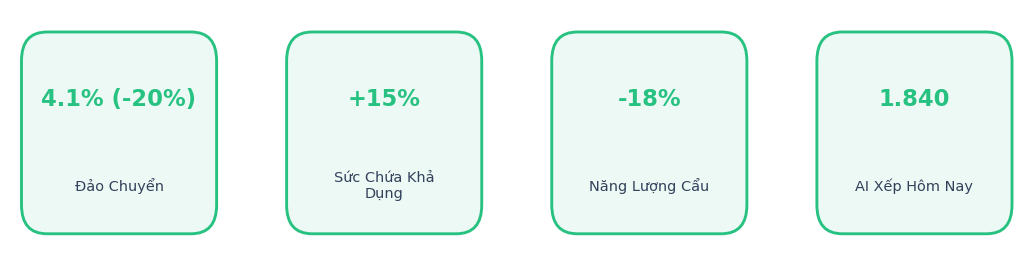 4.1% (-20%)
Đảo Chuyển
+15%
Sức Chứa Khả
Dụng
-18%
Năng Lượng Cẩu
1.840
AI Xếp Hôm Nay